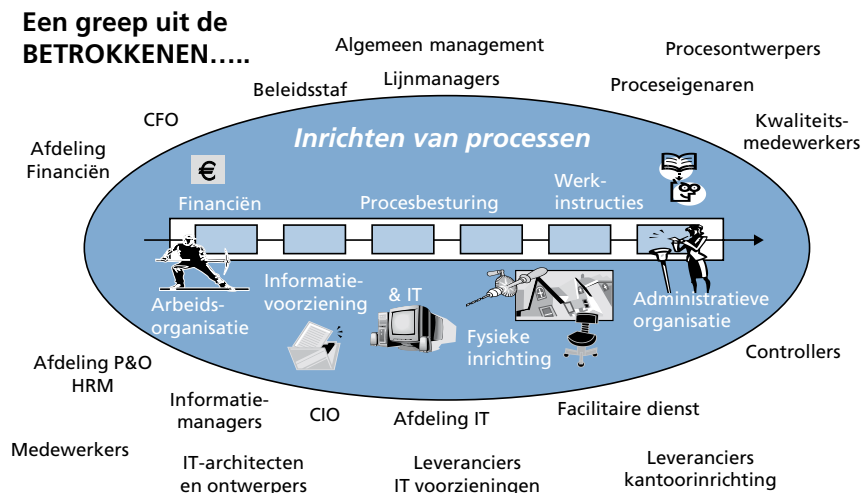 Een greep uit de
BETROKKENEN…..
Algemeen management
Procesontwerpers
Beleidsstaf
Lijnmanagers
Proceseigenaren
CFO
Kwaliteits-
medewerkers
Afdeling
Financiën
Inrichten van processen
€
Financiën
Procesbesturing
Werk-
instructies
Arbeids-
organisatie
Informatie-
voorziening
& IT
Fysieke
inrichting
Administratieve
organisatie
Controllers
Afdeling P&O
HRM
Informatie-
managers
CIO
Afdeling IT
Facilitaire dienst
Medewerkers
IT-architecten
en ontwerpers
Leveranciers
IT voorzieningen
Leveranciers
kantoorinrichting